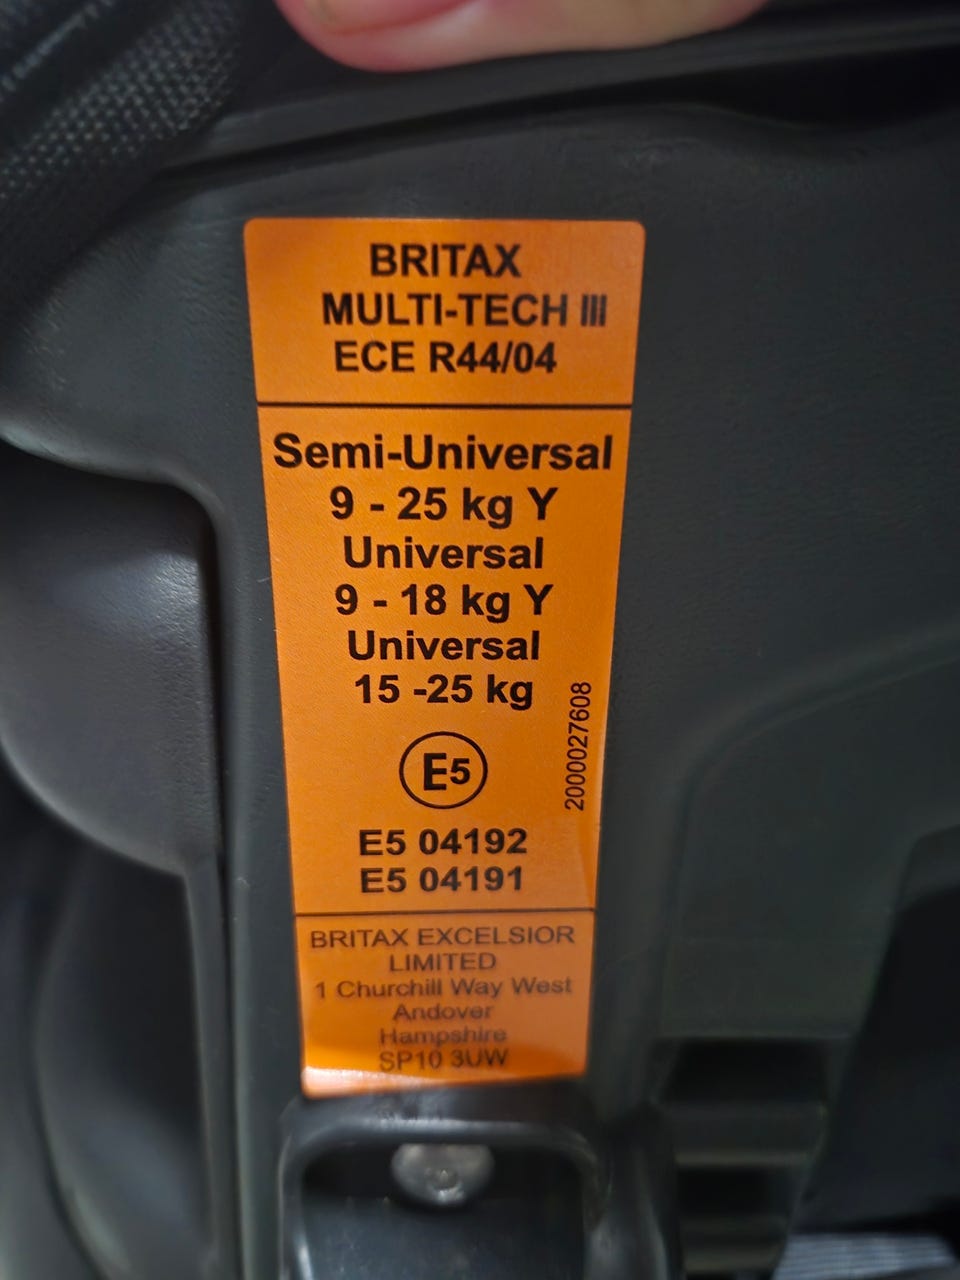 BRITAX
MULTI-TECH III
ECE R44/04
Semi-Universal
9 - 25 kg Y
Universal
9 - 18 kg Y
Universal
15 -25 kg
E5
2000027608
E5 04192
E5 04191
BRITAX EXCELSIOR
LIMITED
1 Churchill Way West
Andover
Hampshire
SP10 3UW